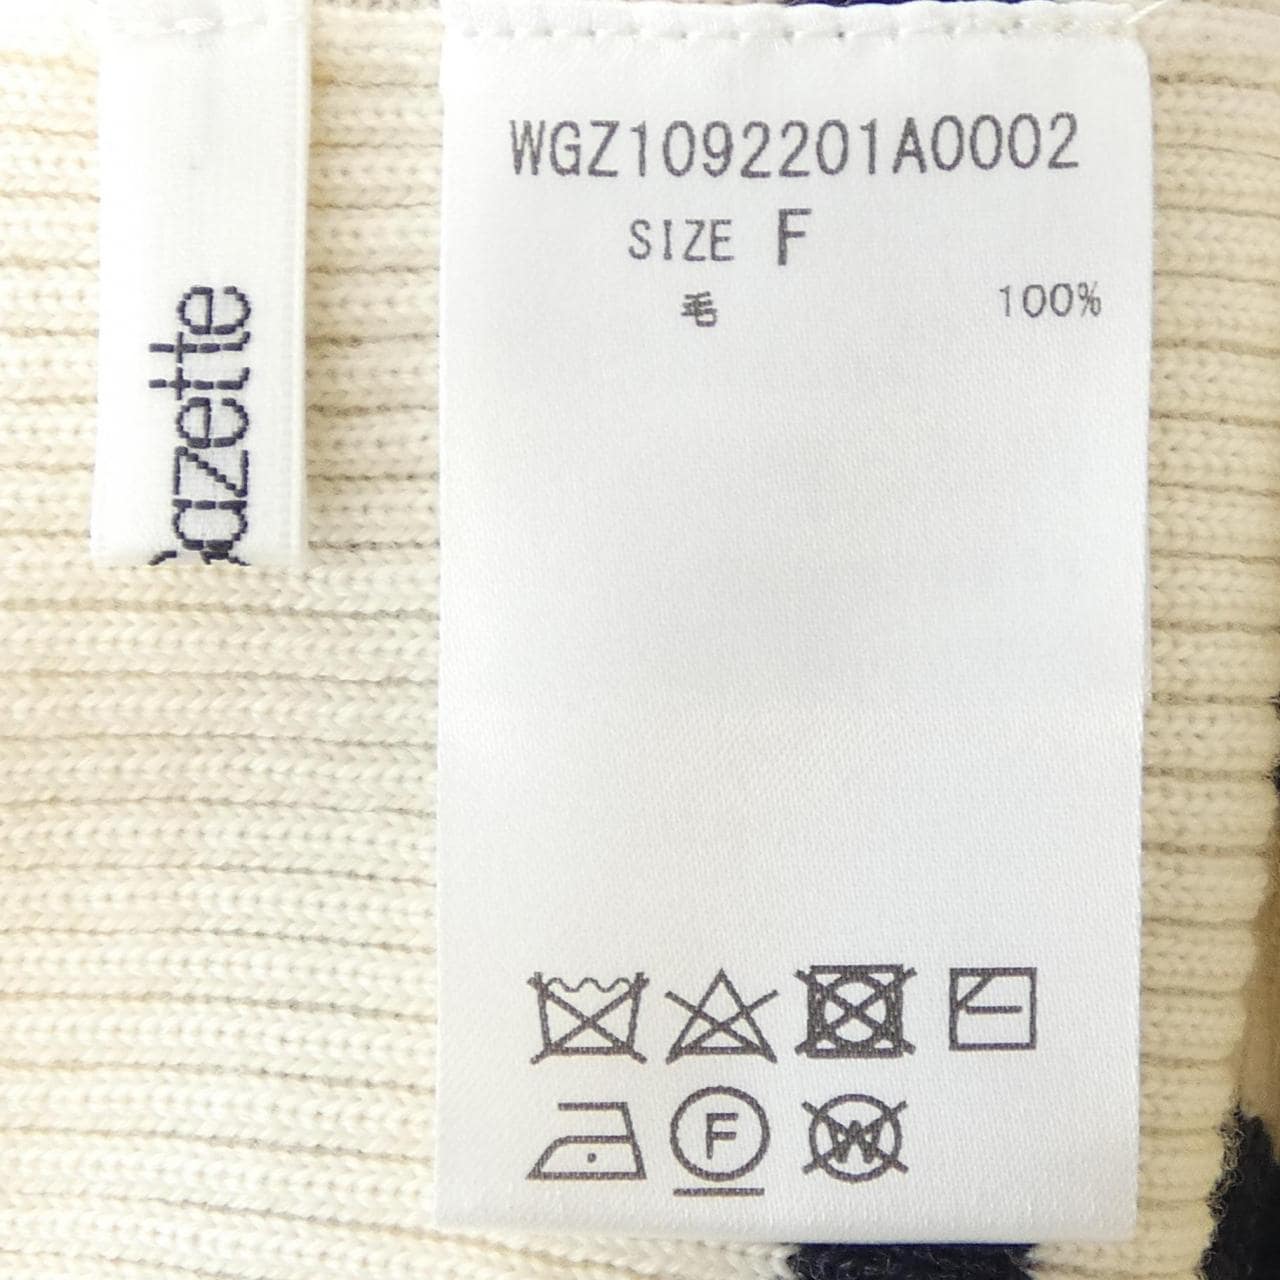 azette
WGZ1092201A0002
SIZE F
毛 100%
F
W